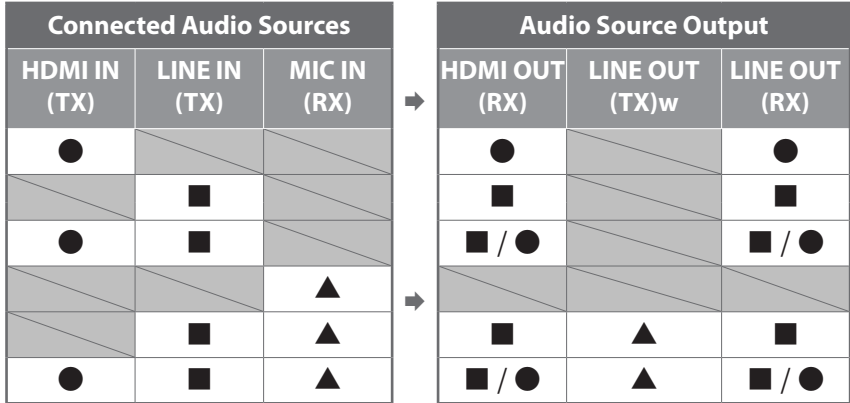 Connected Audio Sources
Audio Source Output
HDMI IN (TX)
LINE IN (TX)
MIC IN (RX)
➡
HDMI OUT (RX)
LINE OUT (TX)w
LINE OUT (RX)
● ● ●
■ ■ ■
● ■ ■ / ● ■ / ●
▲ ➡
■ ▲ ■ ▲ ■
● ■ ▲ ■ / ● ▲ ■ / ●